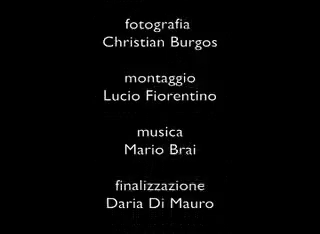 fotografia
Christian Burgos
montaggio
Lucio Fiorentino
musica
Mario Brai
finalizzazione
Daria Di Mauro